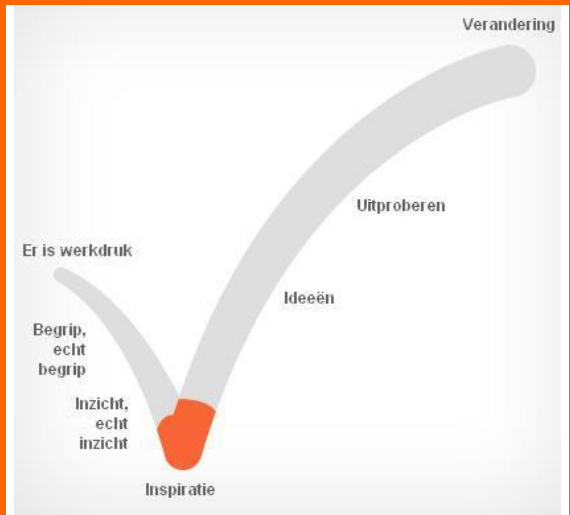 Verandering
Uitproberen
Er is werkdruk
Ideeën
Begrip,
echt
begrip
Inzicht,
echt
inzicht
Inspiratie